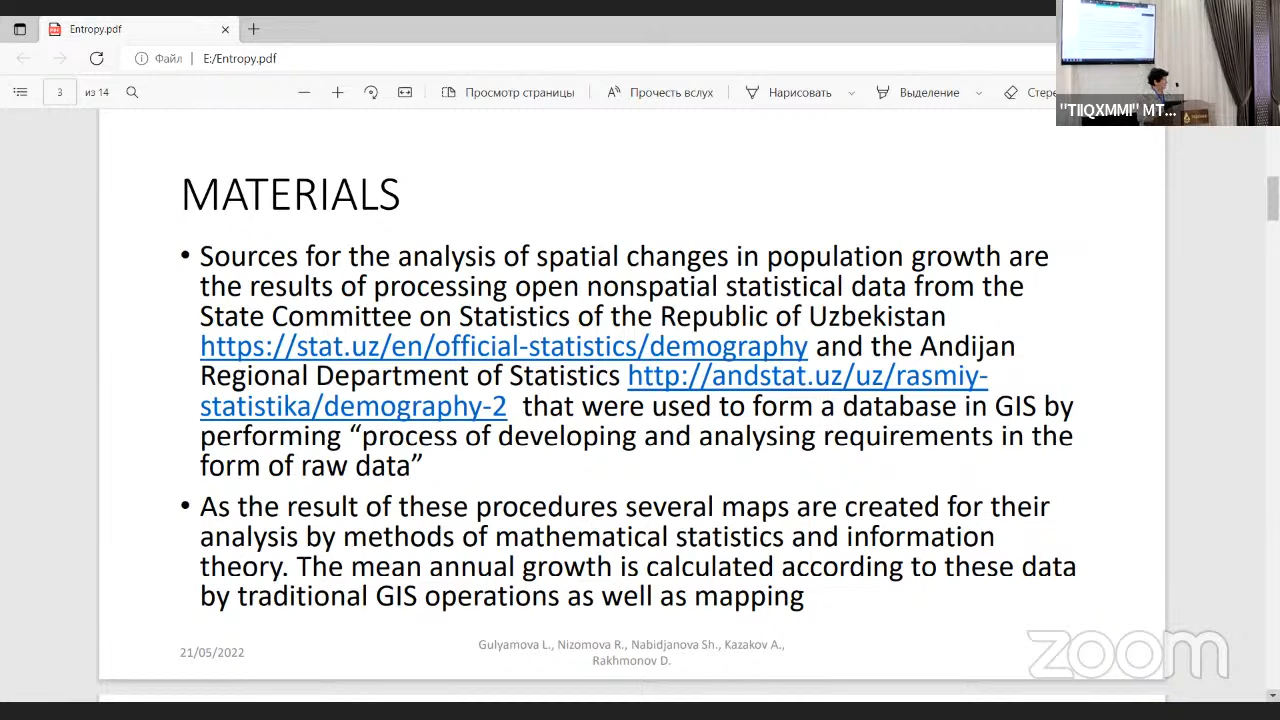 Entropy.pdf
Файл
E:/Entropy.pdf
3
из 14
Просмотр страницы
Прочесть вслух
Нарисовать
Выделение
Стере
"TIIQXMMI" MT...
MATERIALS
• Sources for the analysis of spatial changes in population growth are
the results of processing open nonspatial statistical data from the
State Committee on Statistics of the Republic of Uzbekistan
https://stat.uz/en/official-statistics/demography and the Andijan
Regional Department of Statistics http://andstat.uz/uz/rasmiy-
statistika/demography-2 that were used to form a database in GIS by
performing “process of developing and analysing requirements in the
form of raw data”
• As the result of these procedures several maps are created for their
analysis by methods of mathematical statistics and information
theory. The mean annual growth is calculated according to these data
by traditional GIS operations as well as mapping
21/05/2022
Gulyamova L., Nizomova R., Nabidjanova Sh., Kazakov A.,
Rakhmonov D.
zoom